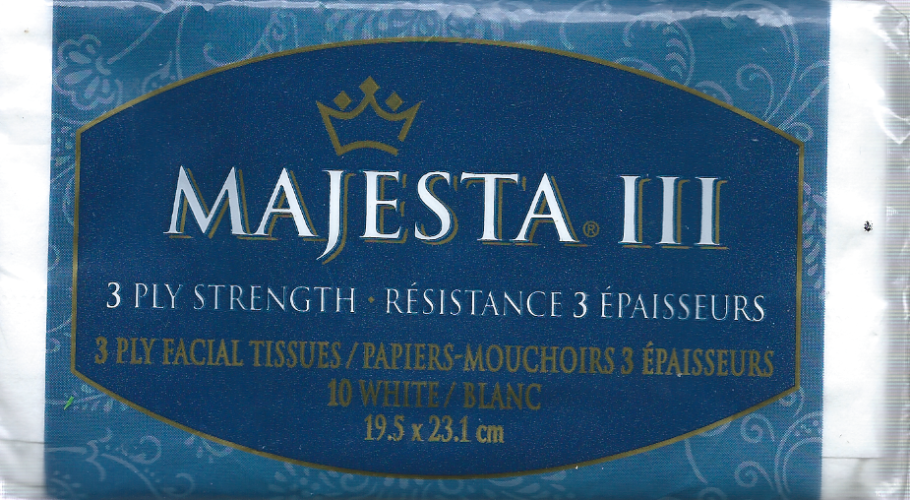 MAJESTA® III
3 PLY STRENGTH · RÉSISTANCE 3 ÉPAISSEURS
3 PLY FACIAL TISSUES / PAPIERS-MOUCHOIRS 3 ÉPAISSEURS
10 WHITE / BLANC
19.5 x 23.1 cm